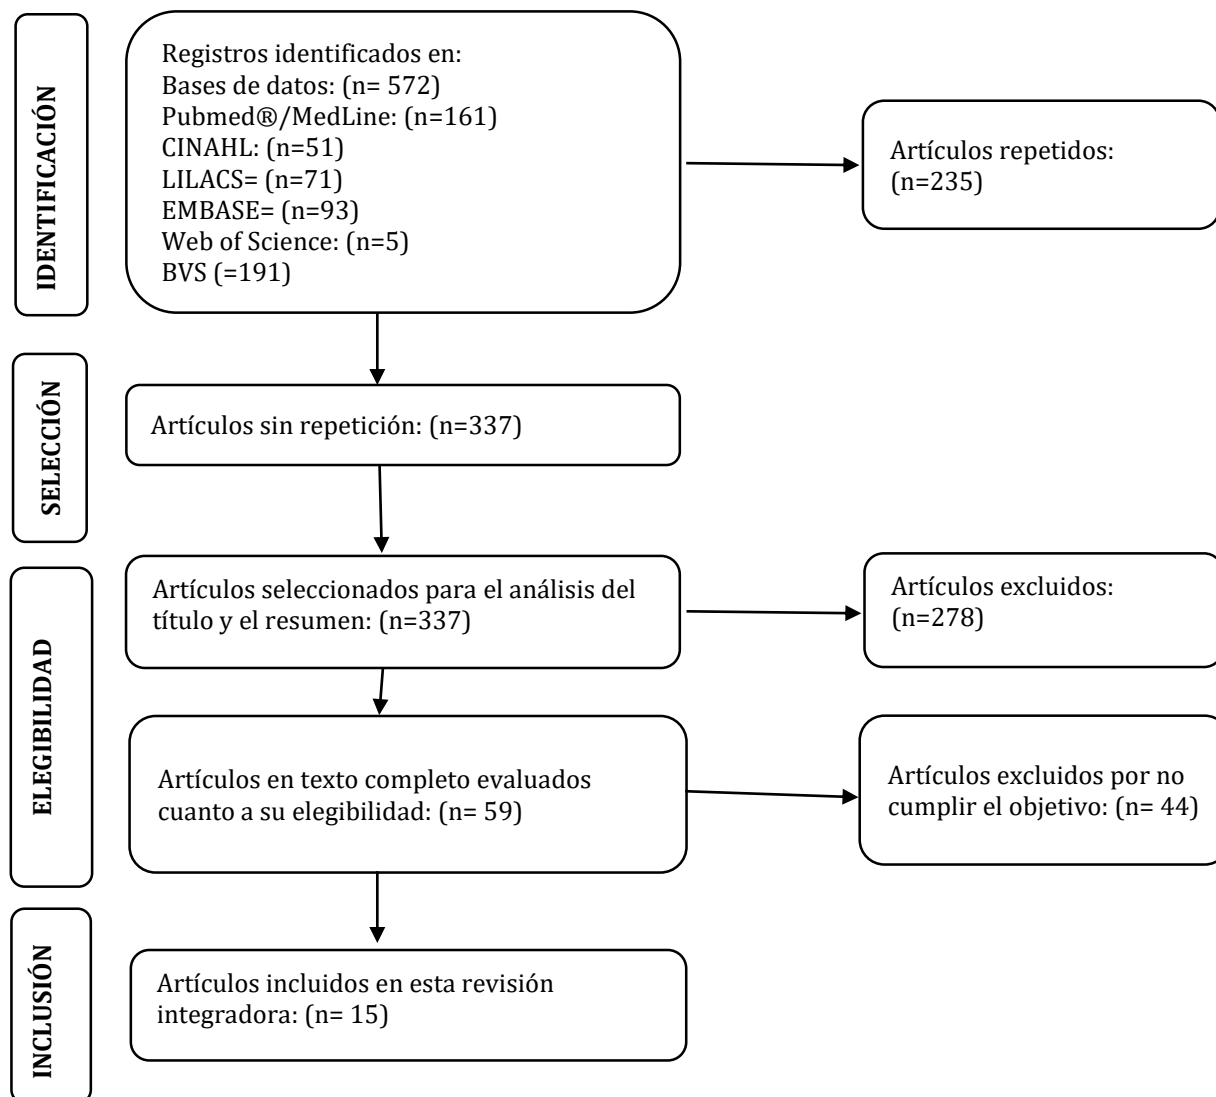 IDENTIFICACIÓN
Registros identificados en:
Bases de datos: (n= 572)
Pubmed®/MedLine: (n=161)
CINAHL: (n=51)
LILACS= (n=71)
EMBASE= (n=93)
Web of Science: (n=5)
BVS (=191)
Artículos repetidos:
(n=235)
SELECCIÓN
Artículos sin repetición: (n=337)
ELEGIBILIDAD
Artículos seleccionados para el análisis del
título y el resumen: (n=337)
Artículos excluidos:
(n=278)
Artículos en texto completo evaluados
cuanto a su elegibilidad: (n= 59)
Artículos excluidos por no
cumplir el objetivo: (n= 44)
INCLUSIÓN
Artículos incluidos en esta revisión
integradora: (n= 15)